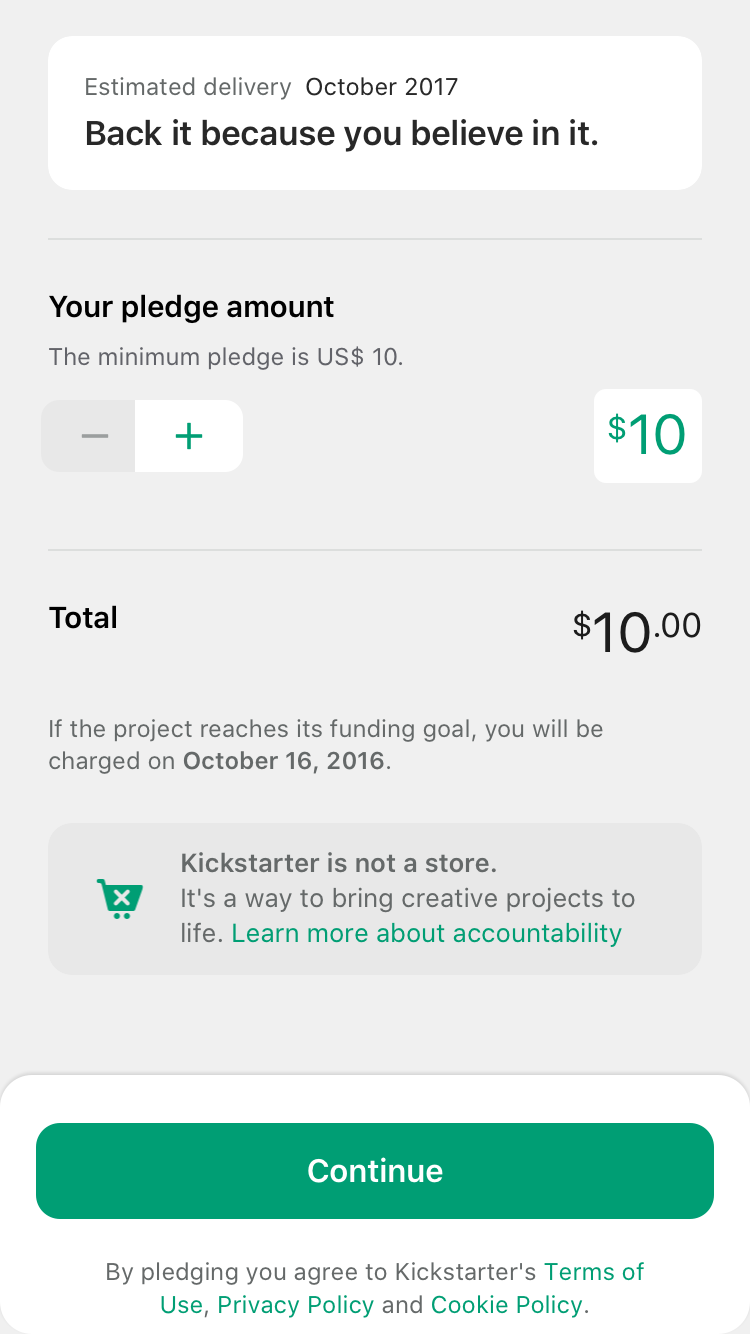 Estimated delivery October 2017
Back it because you believe in it.
Your pledge amount
The minimum pledge is US$ 10.
− +
$10
Total
$10.00
If the project reaches its funding goal, you will be
charged on October 16, 2016.
Kickstarter is not a store.
It's a way to bring creative projects to
life. Learn more about accountability
Continue
By pledging you agree to Kickstarter's Terms of
Use, Privacy Policy and Cookie Policy.